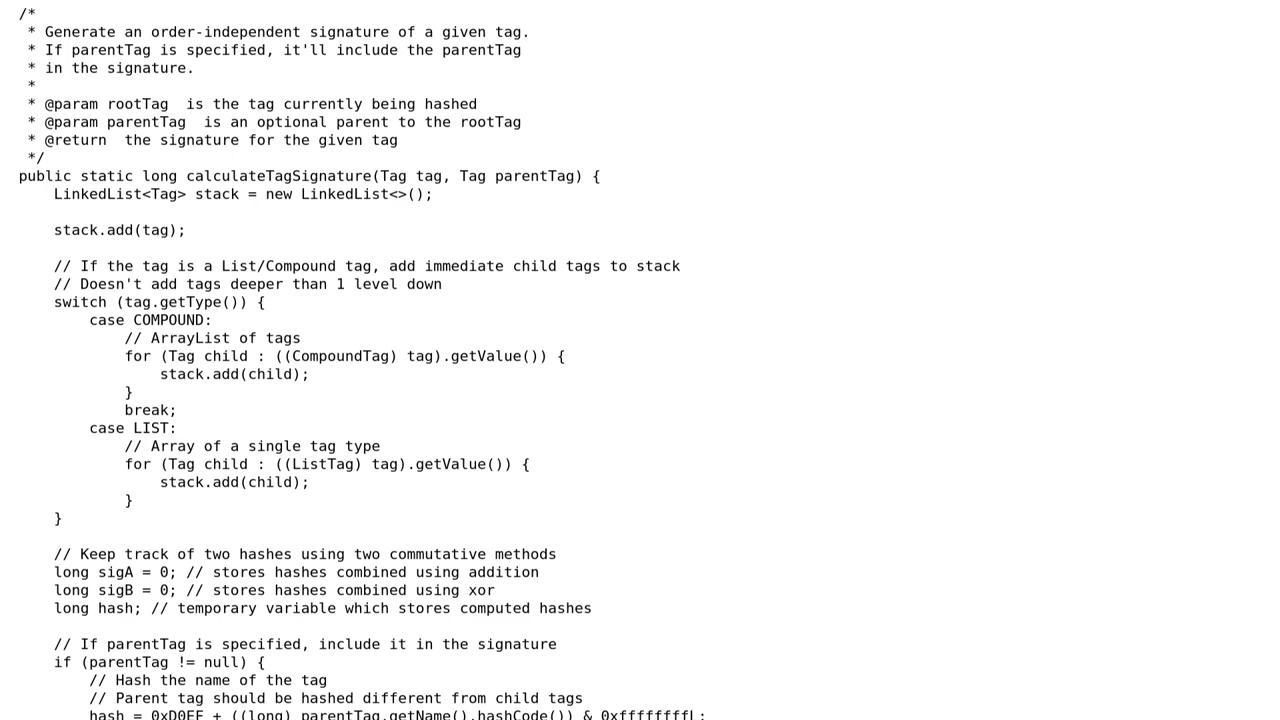 /*
 * Generate an order-independent signature of a given tag.
 * If parentTag is specified, it'll include the parentTag
 * in the signature.
 *
 * @param rootTag  is the tag currently being hashed
 * @param parentTag  is an optional parent to the rootTag
 * @return  the signature for the given tag
 */
public static long calculateTagSignature(Tag tag, Tag parentTag) {
    LinkedList<Tag> stack = new LinkedList<>();

    stack.add(tag);

    // If the tag is a List/Compound tag, add immediate child tags to stack
    // Doesn't add tags deeper than 1 level down
    switch (tag.getType()) {
        case COMPOUND:
            // ArrayList of tags
            for (Tag child : ((CompoundTag) tag).getValue()) {
                stack.add(child);
            }
            break;
        case LIST:
            // Array of a single tag type
            for (Tag child : ((ListTag) tag).getValue()) {
                stack.add(child);
            }
    }

    // Keep track of two hashes using two commutative methods
    long sigA = 0; // stores hashes combined using addition
    long sigB = 0; // stores hashes combined using xor
    long hash; // temporary variable which stores computed hashes

    // If parentTag is specified, include it in the signature
    if (parentTag != null) {
        // Hash the name of the tag
        // Parent tag should be hashed different from child tags
        hash = 0xD0EF + ((long) parentTag.getName().hashCode()) & 0xffffffffL;